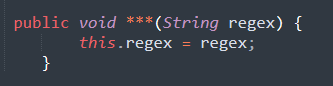 public void ***(String regex) {
this.regex = regex;
}